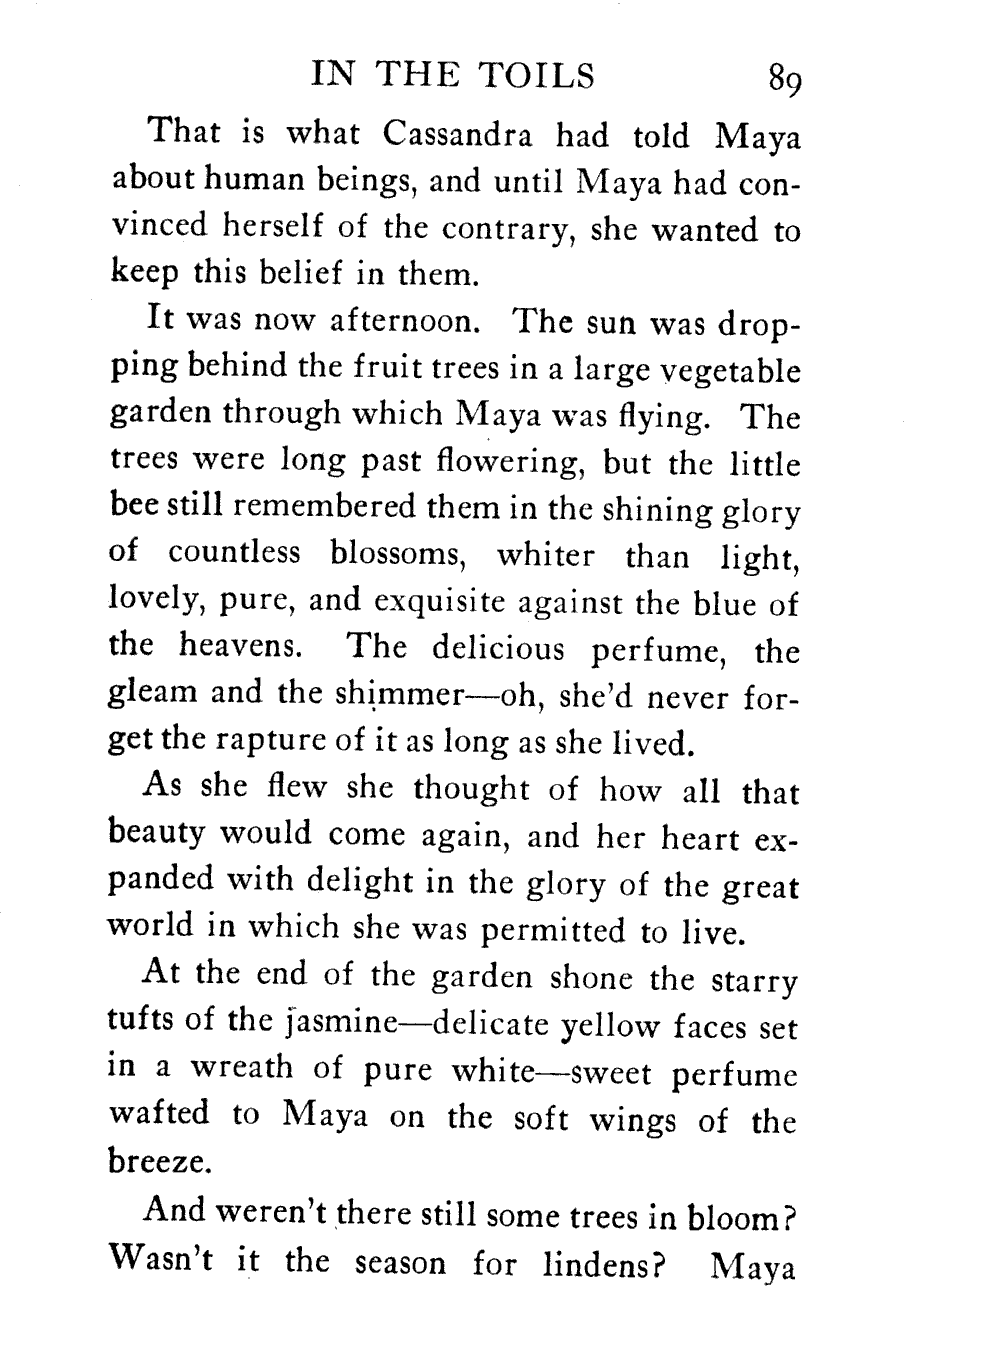 IN THE TOILS 89
That is what Cassandra had told Maya
about human beings, and until Maya had con-
vinced herself of the contrary, she wanted to
keep this belief in them.
It was now afternoon. The sun was drop-
ping behind the fruit trees in a large vegetable
garden through which Maya was flying. The
trees were long past flowering, but the little
bee still remembered them in the shining glory
of countless blossoms, whiter than light,
lovely, pure, and exquisite against the blue of
the heavens. The delicious perfume, the
gleam and the shimmer—oh, she'd never for-
get the rapture of it as long as she lived.
As she flew she thought of how all that
beauty would come again, and her heart ex-
panded with delight in the glory of the great
world in which she was permitted to live.
At the end of the garden shone the starry
tufts of the jasmine—delicate yellow faces set
in a wreath of pure white—sweet perfume
wafted to Maya on the soft wings of the
breeze.
And weren't there still some trees in bloom?
Wasn't it the season for lindens? Maya